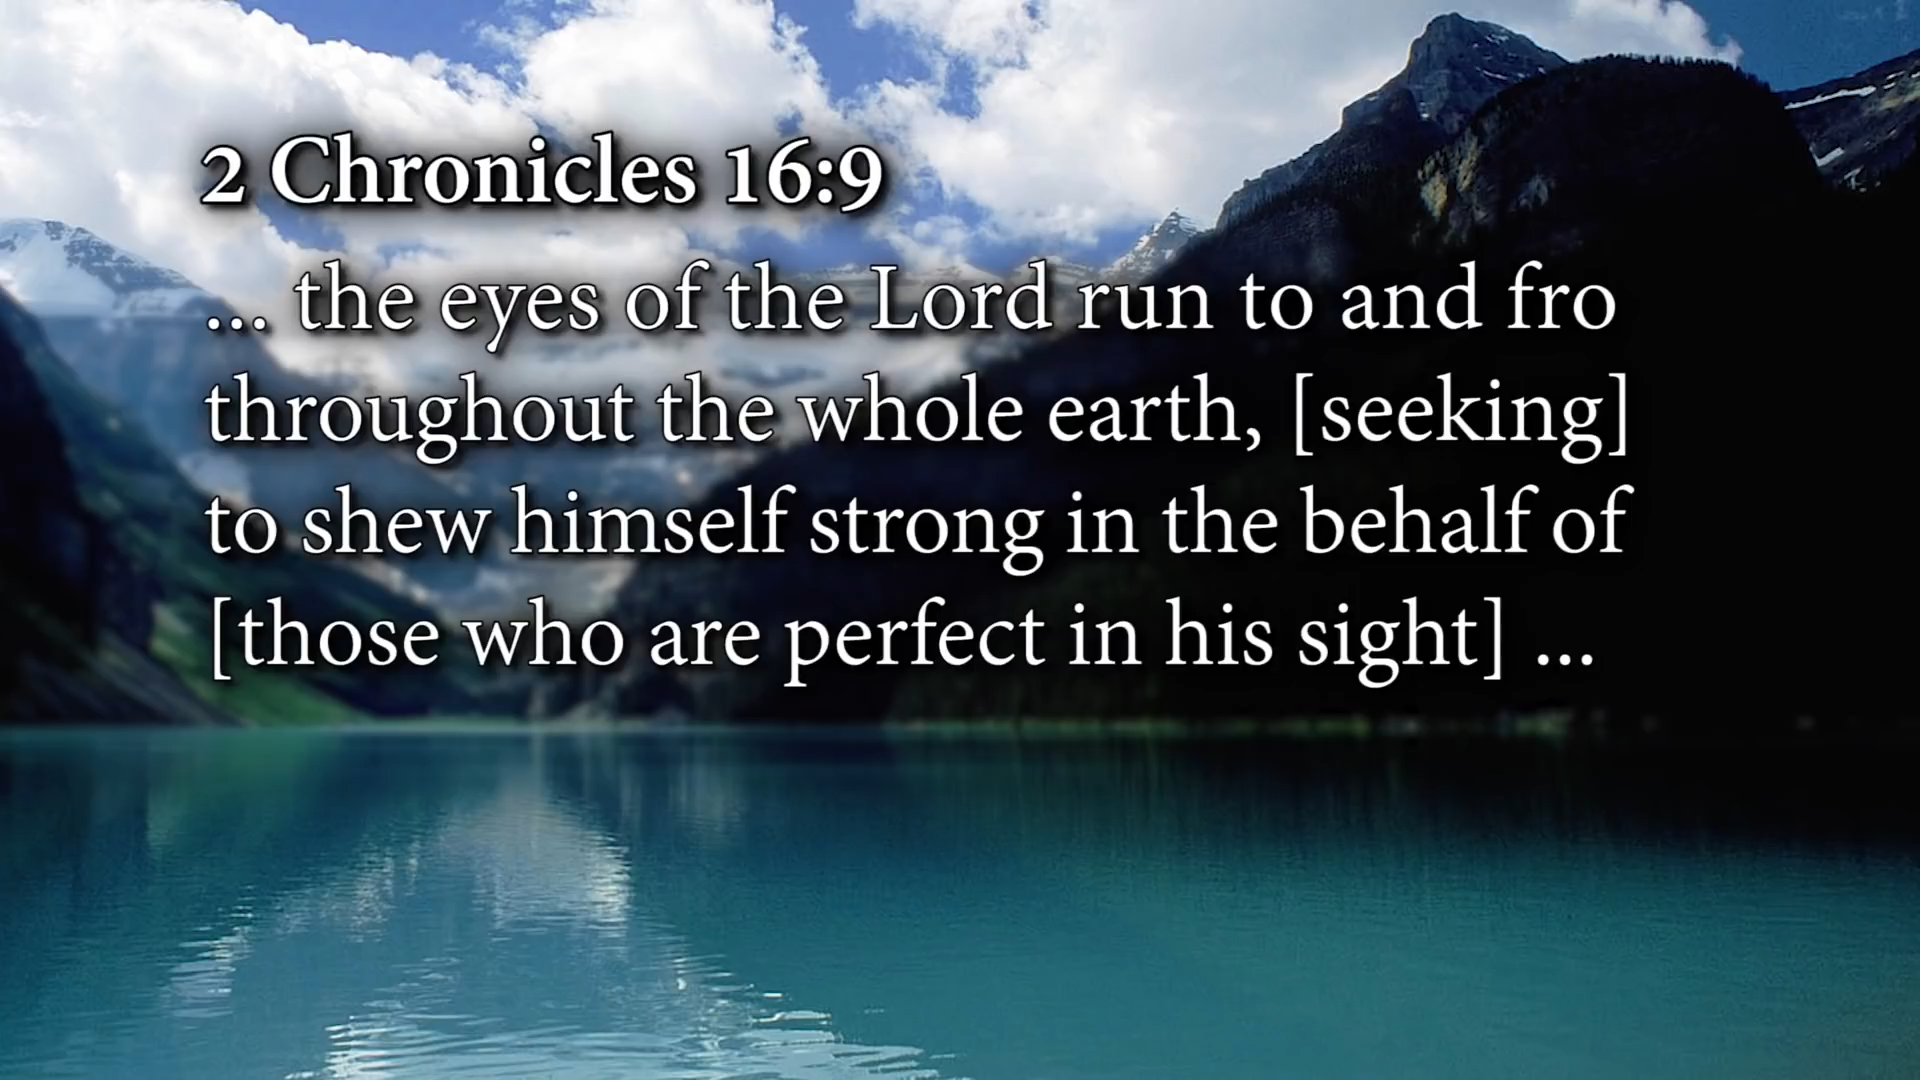 2 Chronicles 16:9
... the eyes of the Lord run to and fro
throughout the whole earth, [seeking]
to shew himself strong in the behalf of
[those who are perfect in his sight] ...